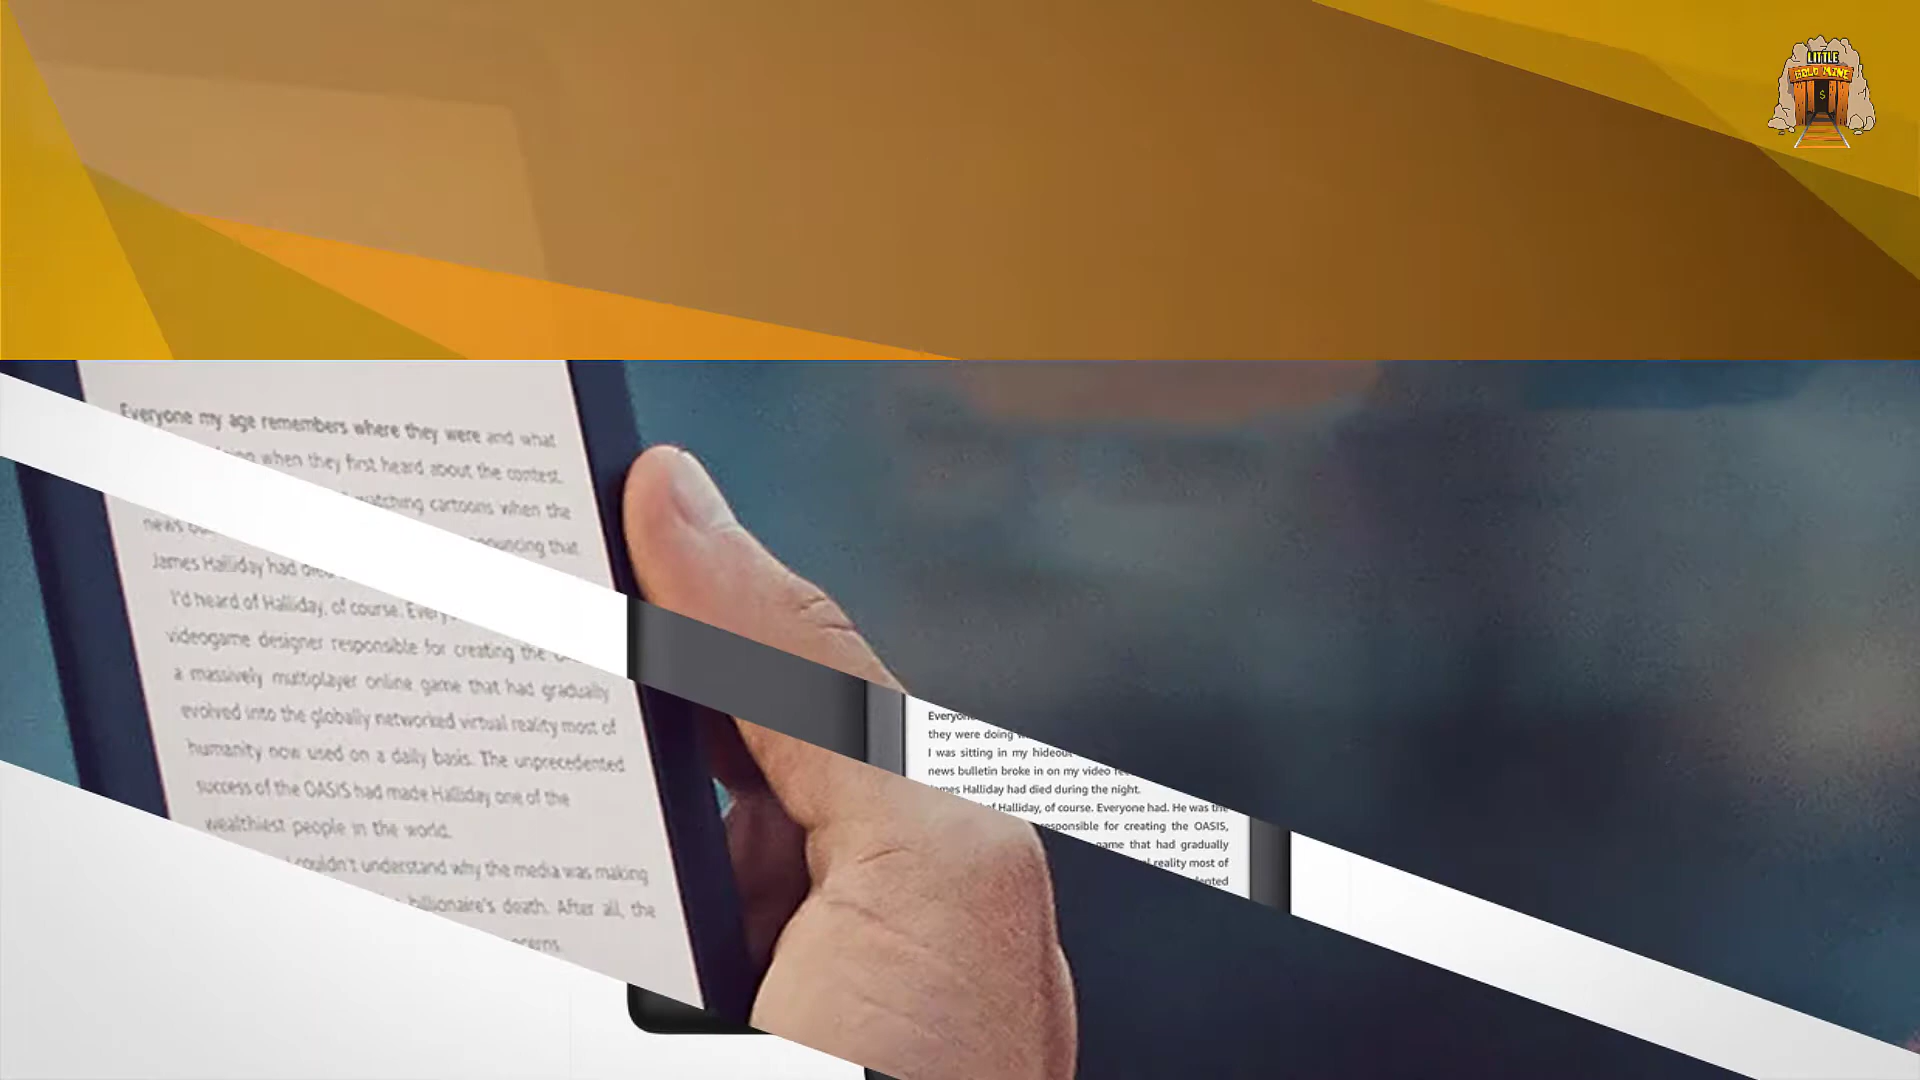 LITTLE
GOLD MINE
$
Everyone my age remembers where they were and what
when they first heard about the contest.
watching cartoons when the
news
that
James Halliday had died
I'd heard of Halliday, of course.
videogame designer responsible for creating the
a massively multiplayer online game that had gradually
evolved into the globally networked virtual reality most of
humanity now used on a daily basis. The unprecedented
success of the OASIS had made Halliday one of the
wealthiest people in the world.
I couldn't understand why the media was making
billionaire's death. After all, the
Everyone
they were doing
I was sitting in my hideout
news bulletin broke in on my video
James Halliday had died during the night.
of Halliday, of course. Everyone had. He was the
responsible for creating the OASIS,
game that had gradually
reality most of